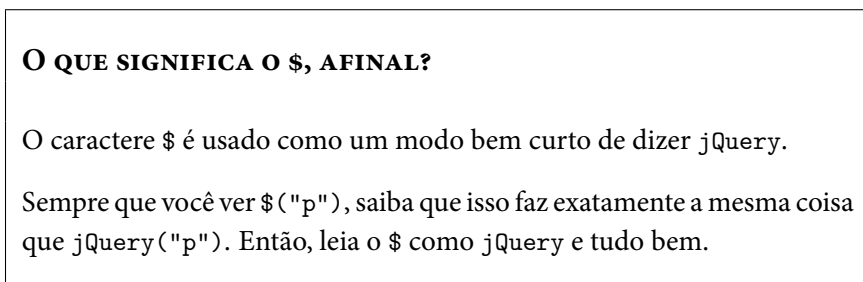 O QUE SIGNIFICA O $, AFINAL?
O caractere $ é usado como um modo bem curto de dizer jQuery.
Sempre que você ver $("p"), saiba que isso faz exatamente a mesma coisa
que jQuery("p"). Então, leia o $ como jQuery e tudo bem.